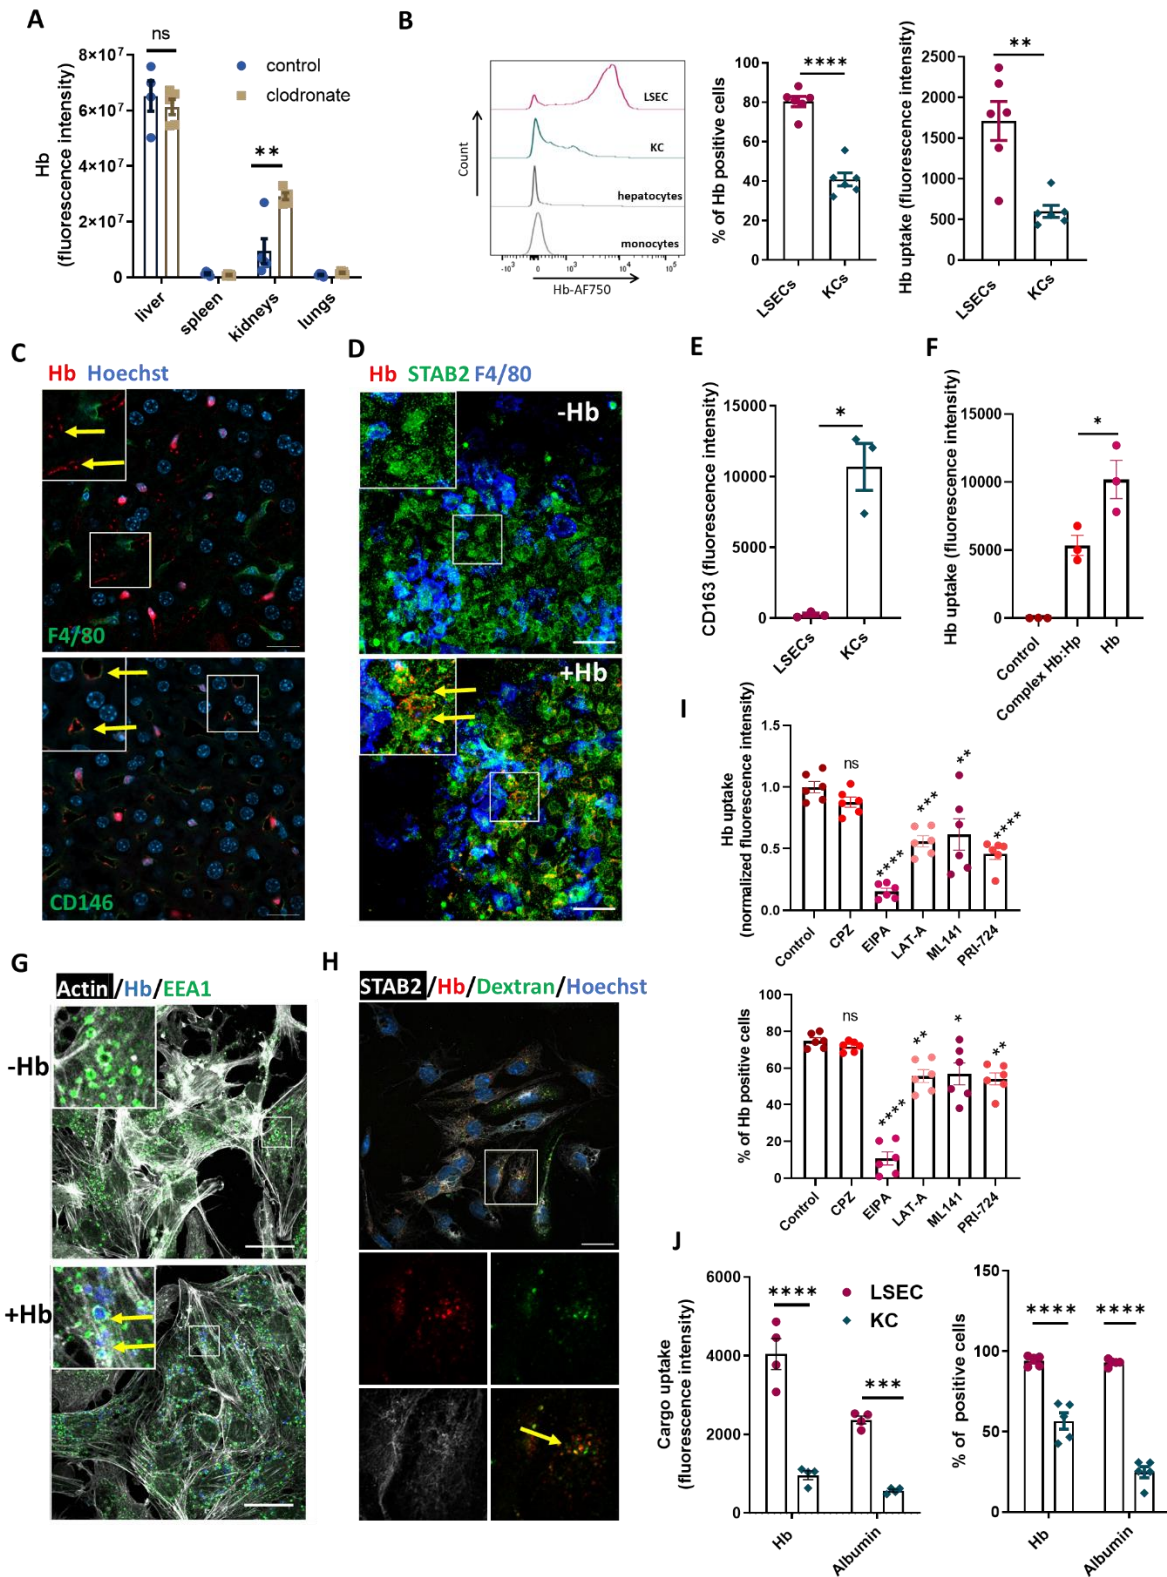 A
ns
8×10⁷
6×10⁷
4×10⁷
2×10⁷
0
Hb
(fluorescence intensity)
control
clodronate
**
liver
spleen
kidneys
lungs
B
LSEC
KC
hepatocytes
monocytes
Count
-10³
0
10³
10⁴
10⁵
Hb-AF750
100
80
60
40
20
0
% of Hb positive cells
****
LSECs
KCs
2500
2000
1500
1000
500
0
Hb uptake (fluorescence intensity)
**
LSECs
KCs
C
Hb Hoechst
F4/80
CD146
D
Hb STAB2 F4/80
-Hb
+Hb
E
15000
10000
5000
0
CD163 (fluorescence intensity)
*
LSECs
KCs
F
15000
10000
5000
0
Hb uptake (fluorescence intensity)
*
Control
Complex Hb:Hp
Hb
G
Actin/Hb/EEA1
-Hb
+Hb
H
STAB2/Hb/Dextran/Hoechst
I
1.5
1.0
0.5
0.0
Hb uptake
(normalized fluorescence intensity)
ns
****
***
**
****
Control
CPZ
EIPA
LAT-A
ML141
PRI-724
100
80
60
40
20
0
% of Hb positive cells
ns
****
**
*
**
Control
CPZ
EIPA
LAT-A
ML141
PRI-724
J
6000
4000
2000
0
Cargo uptake
(fluorescence intensity)
****
***
LSEC
KC
Hb
Albumin
150
100
50
0
% of positive cells
****
****
Hb
Albumin